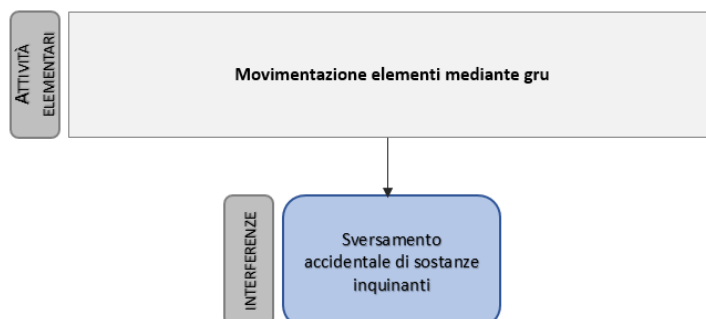 ATTIVITÀ
ELEMENTARI
Movimentazione elementi mediante gru
INTERFERENZE
Sversamento
accidentale di sostanze
inquinanti